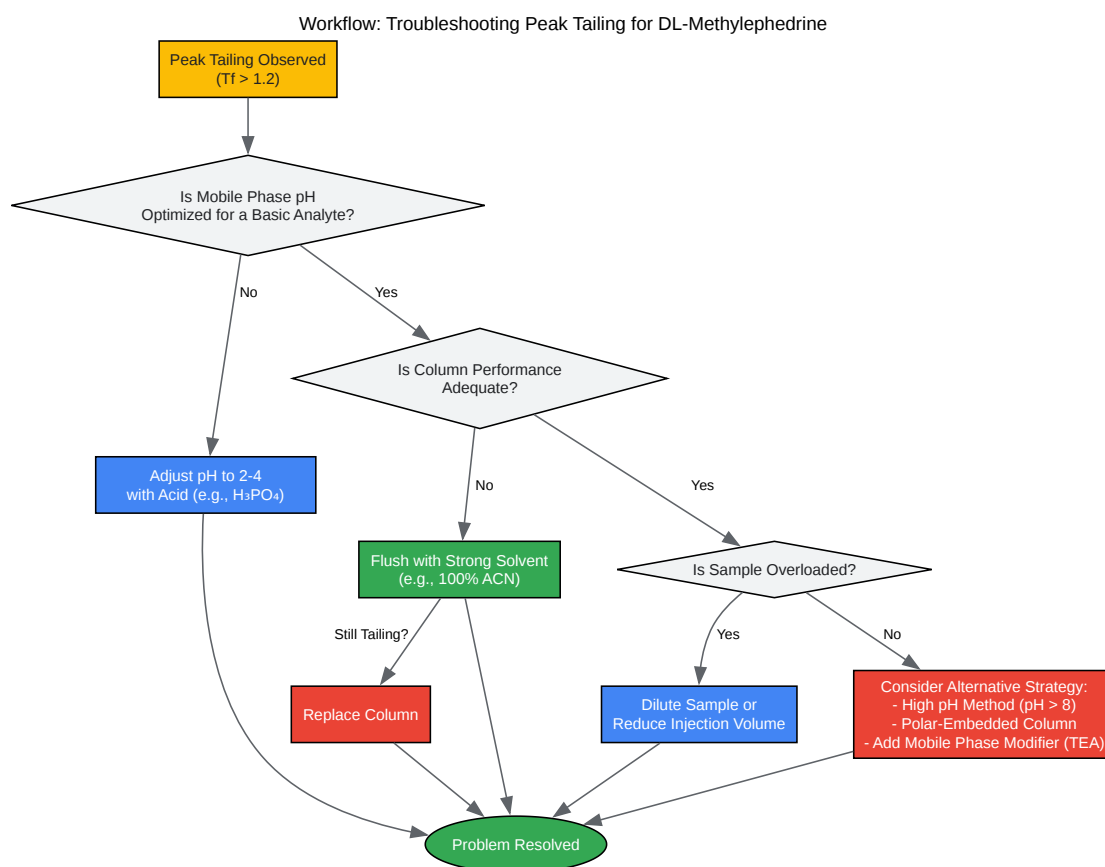 Workflow: Troubleshooting Peak Tailing for DL-Methylephedrine
Peak Tailing Observed
(Tf > 1.2)
Is Mobile Phase pH
Optimized for a Basic Analyte?
No
Yes
Is Column Performance
Adequate?
Adjust pH to 2-4
with Acid (e.g., H₃PO₄)
No
Yes
Flush with Strong Solvent
(e.g., 100% ACN)
Is Sample Overloaded?
Still Tailing?
Yes
No
Replace Column
Dilute Sample or
Reduce Injection Volume
Consider Alternative Strategy:
- High pH Method (pH > 8)
- Polar-Embedded Column
- Add Mobile Phase Modifier (TEA)
Problem Resolved